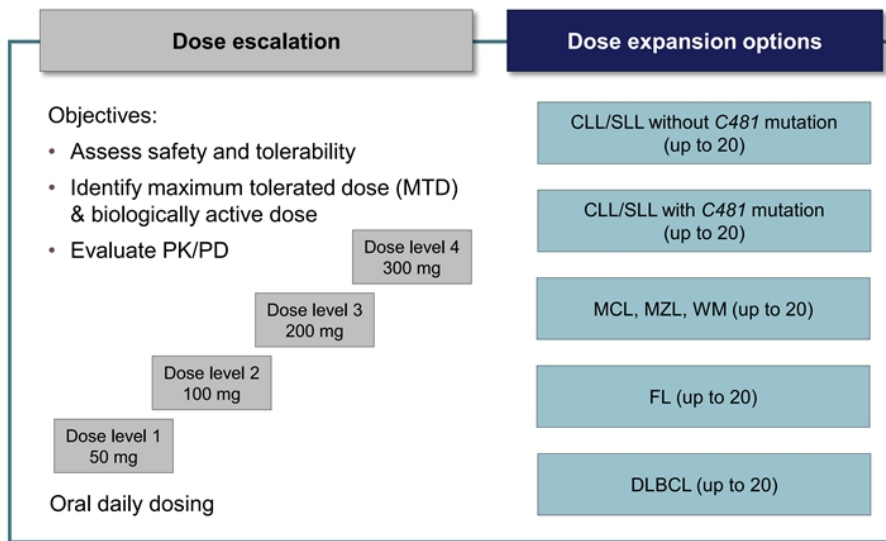 Dose escalation
Objectives:
• Assess safety and tolerability
• Identify maximum tolerated dose (MTD)
& biologically active dose
• Evaluate PK/PD
Dose level 4
300 mg
Dose level 3
200 mg
Dose level 2
100 mg
Dose level 1
50 mg
Oral daily dosing
Dose expansion options
CLL/SLL without C481 mutation
(up to 20)
CLL/SLL with C481 mutation
(up to 20)
MCL, MZL, WM (up to 20)
FL (up to 20)
DLBCL (up to 20)